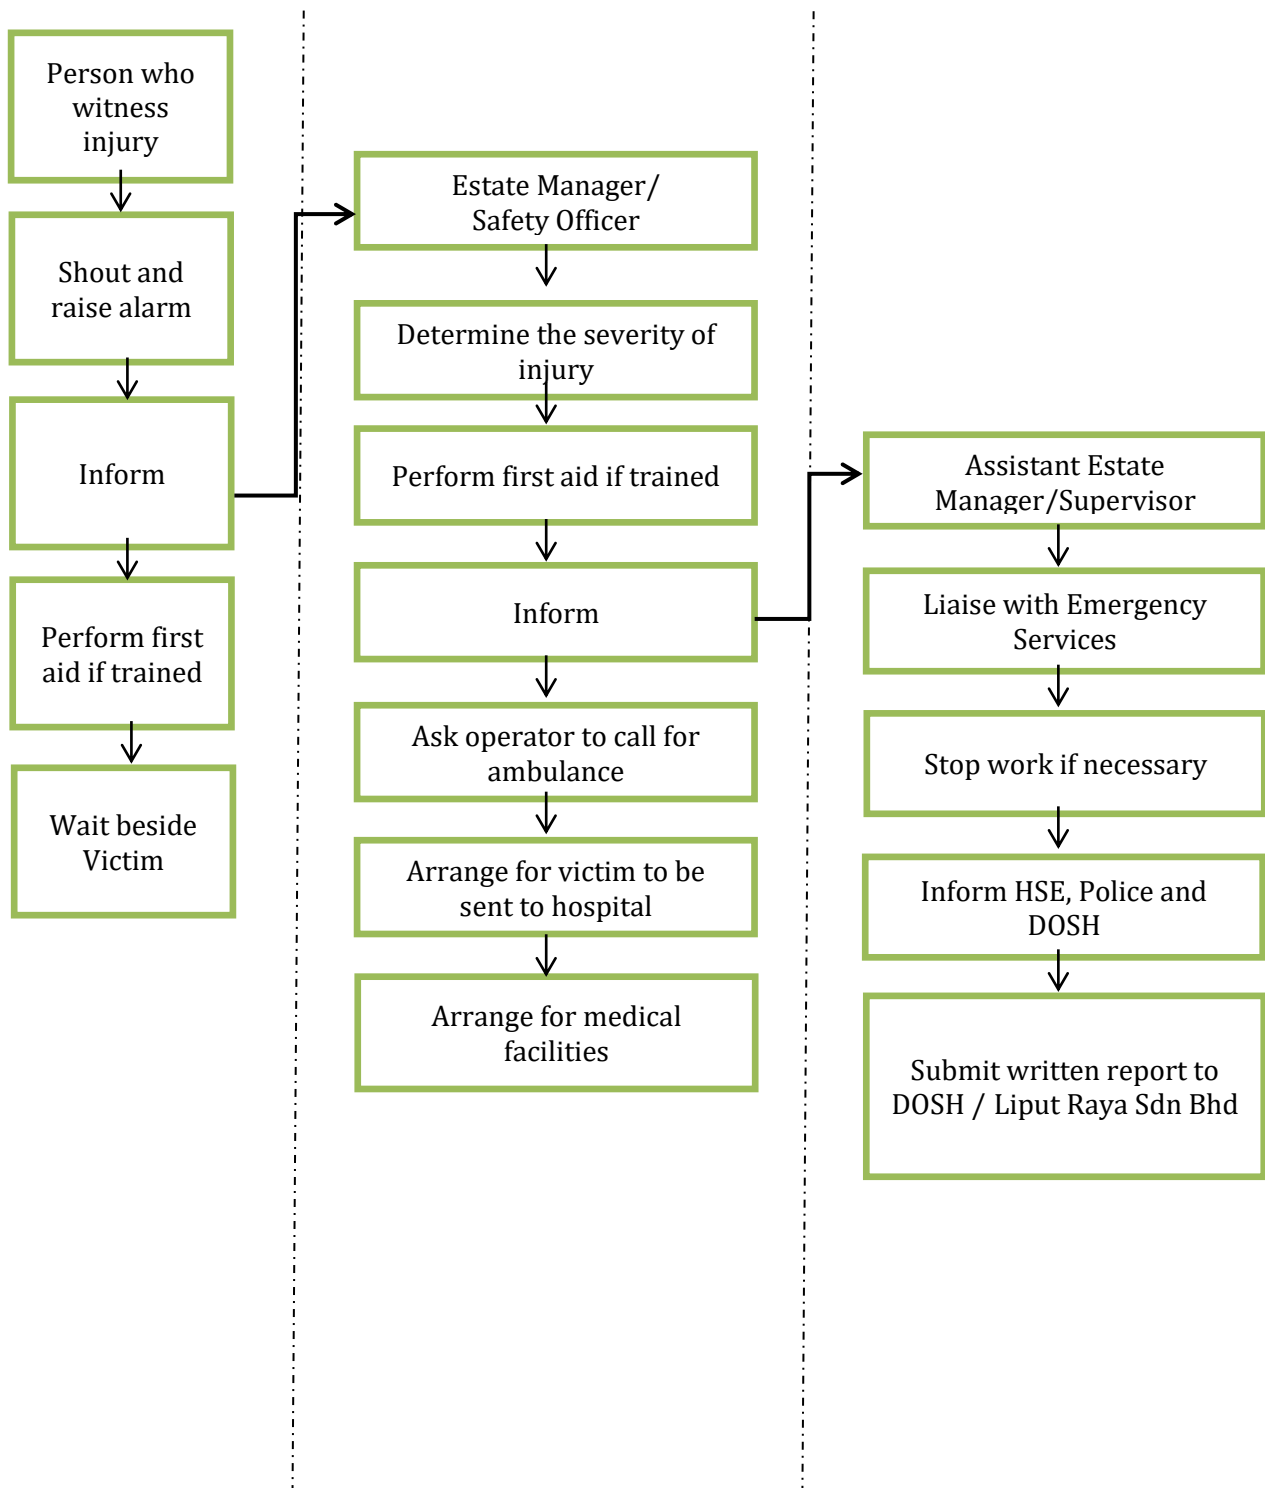 Person who
witness
injury
Shout and
raise alarm
Inform
Perform first
aid if trained
Wait beside
Victim
Estate Manager/
Safety Officer
Determine the severity of
injury
Perform first aid if trained
Inform
Ask operator to call for
ambulance
Arrange for victim to be
sent to hospital
Arrange for medical
facilities
Assistant Estate
Manager/Supervisor
Liaise with Emergency
Services
Stop work if necessary
Inform HSE, Police and
DOSH
Submit written report to
DOSH / Liput Raya Sdn Bhd